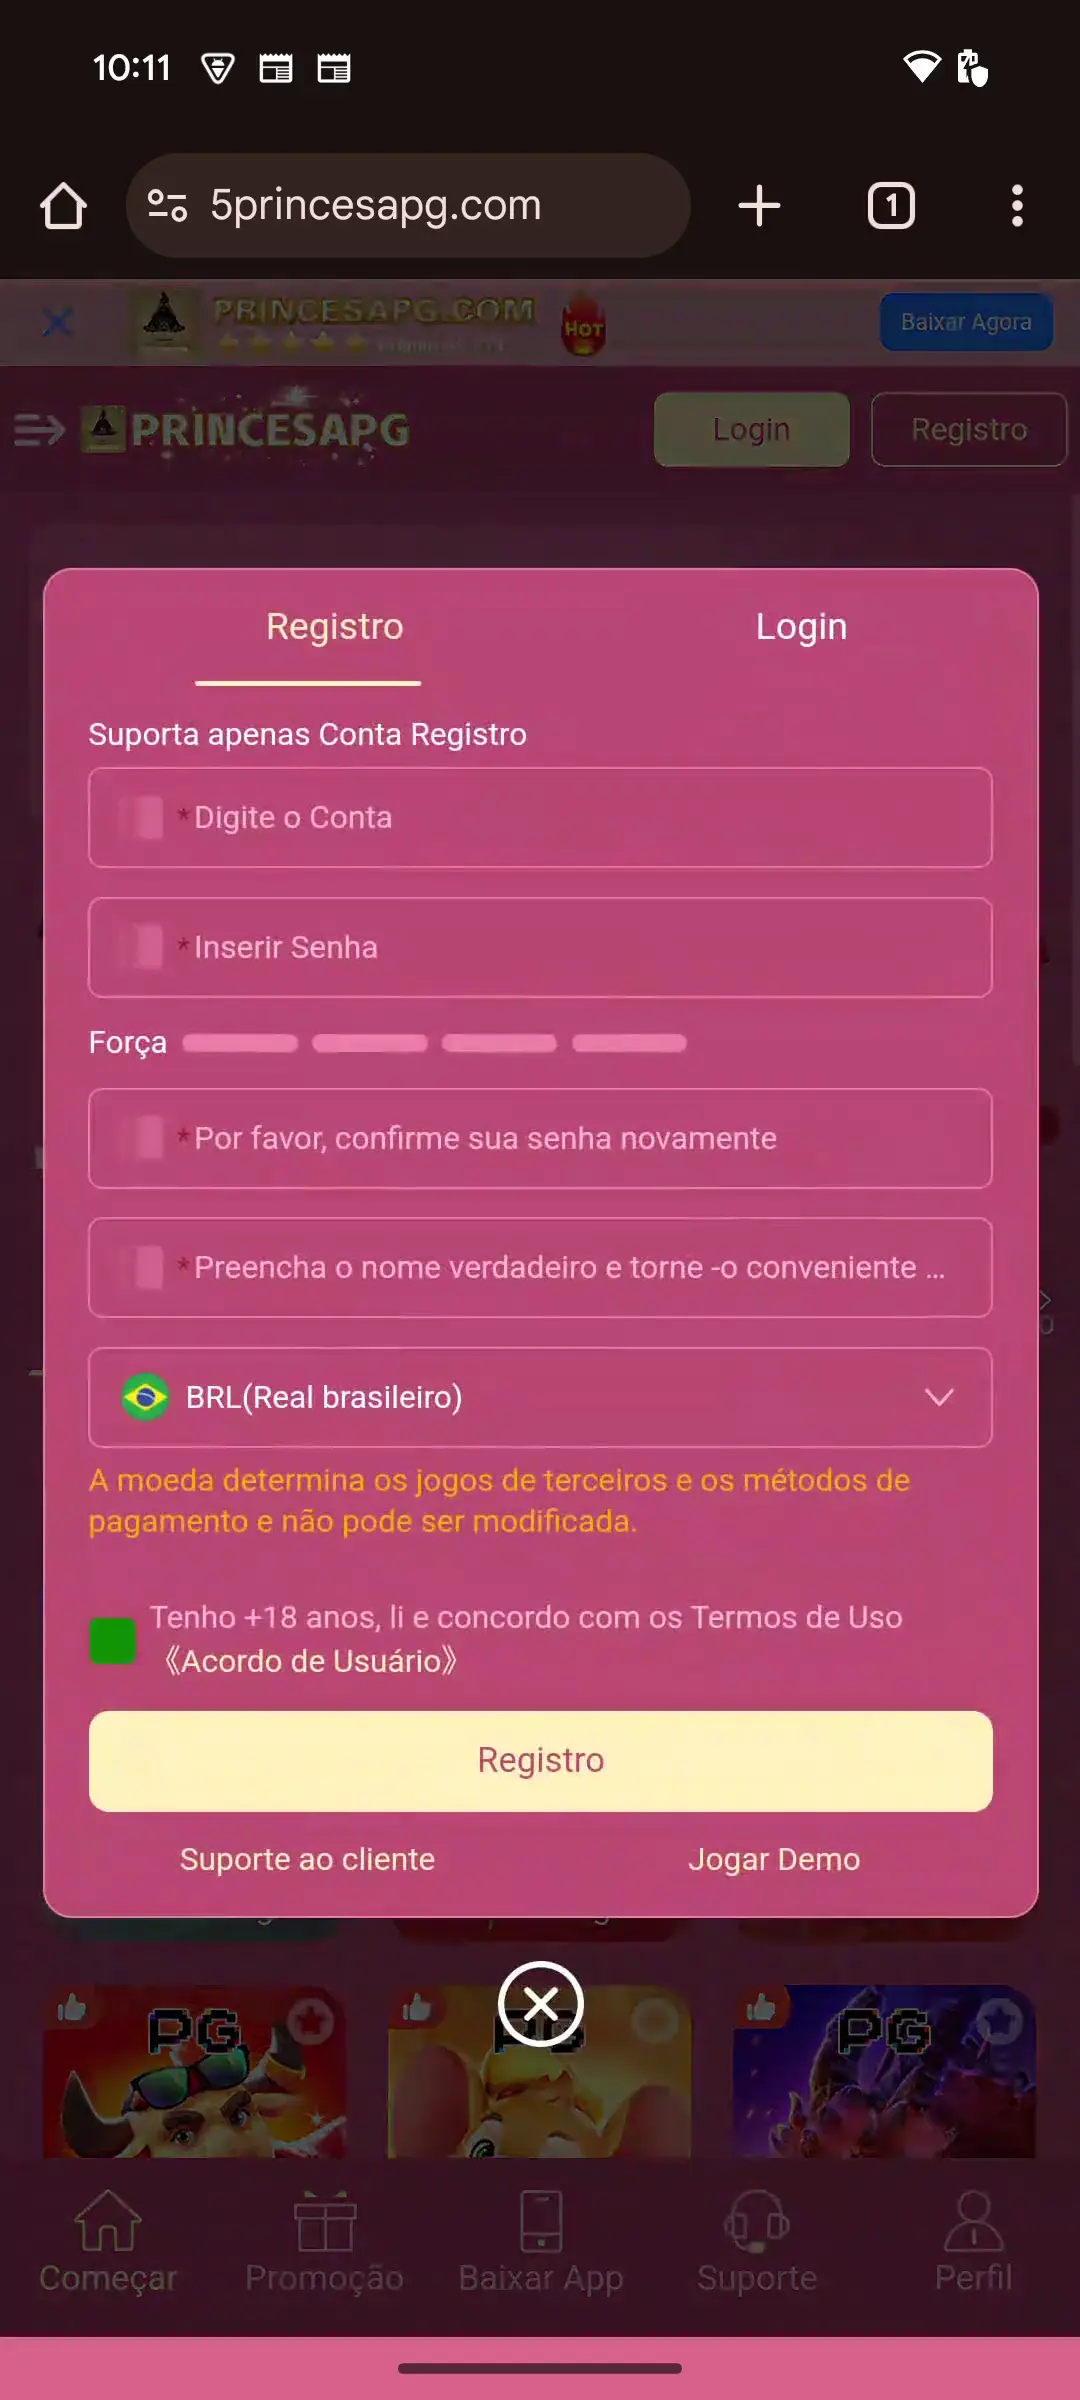 10:11
5princesapg.com
1
PRINCESAPG.COM
HOT
Baixar Agora
PRINCESAPG
Login
Registro
Registro
Login
Suporta apenas Conta Registro
*Digite o Conta
*Inserir Senha
Força
*Por favor, confirme sua senha novamente
*Preencha o nome verdadeiro e torne -o conveniente ...
BRL(Real brasileiro)
A moeda determina os jogos de terceiros e os métodos de
pagamento e não pode ser modificada.
Tenho +18 anos, li e concordo com os Termos de Uso
《Acordo de Usuário》
Registro
Suporte ao cliente
Jogar Demo
PG
PG
PG
Começar
Promoção
Baixar App
Suporte
Perfil